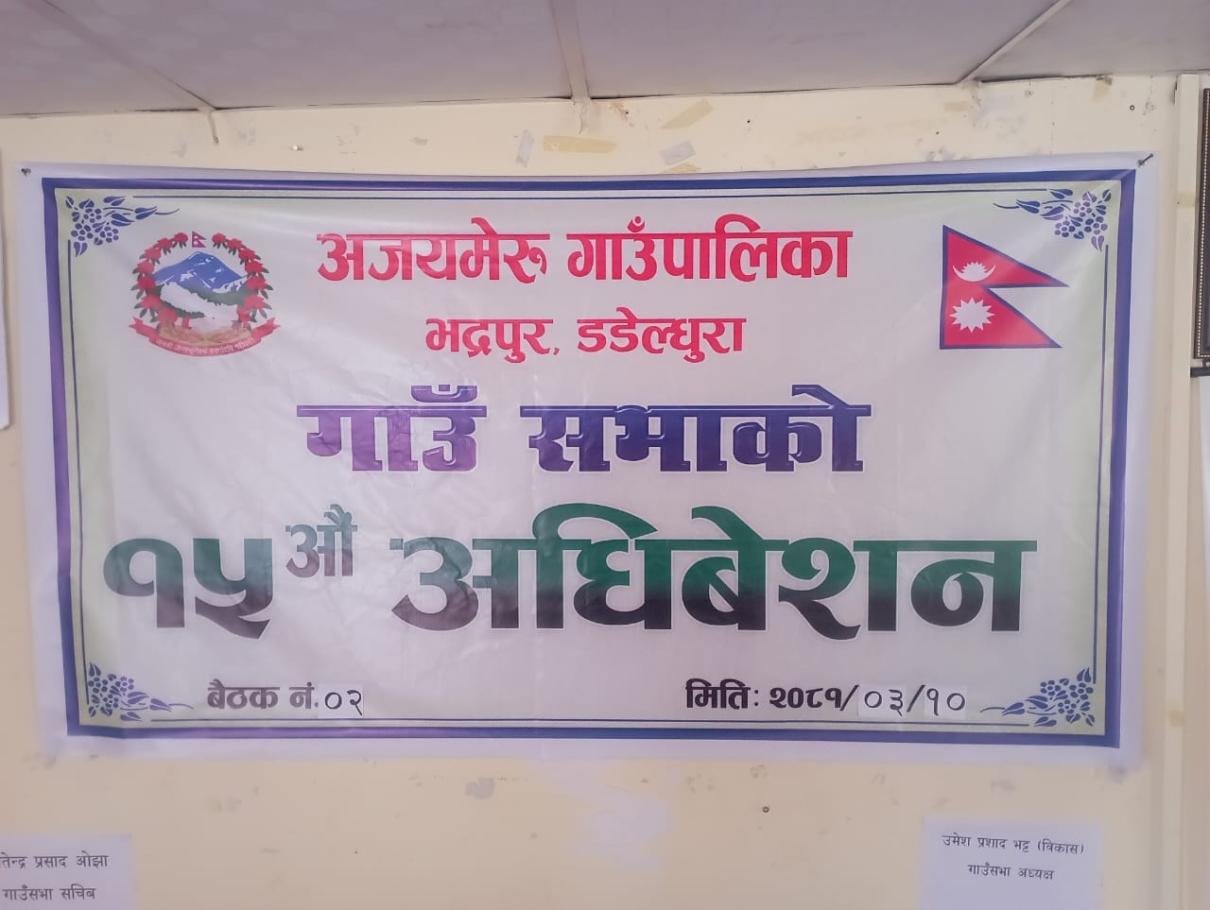 अजयमेरु गाउँपालिका
भद्रपुर, डडेल्धुरा
गाउँ सभाको
१५औं अधिबेशन
बैठक नं.०२
मितिः २०८१/०३/१०
उमेश प्रशाद भट्ट (विकास)
गाउँसभा अध्यक्ष
प्रसाद ओझा
गाउँसभा सचिब